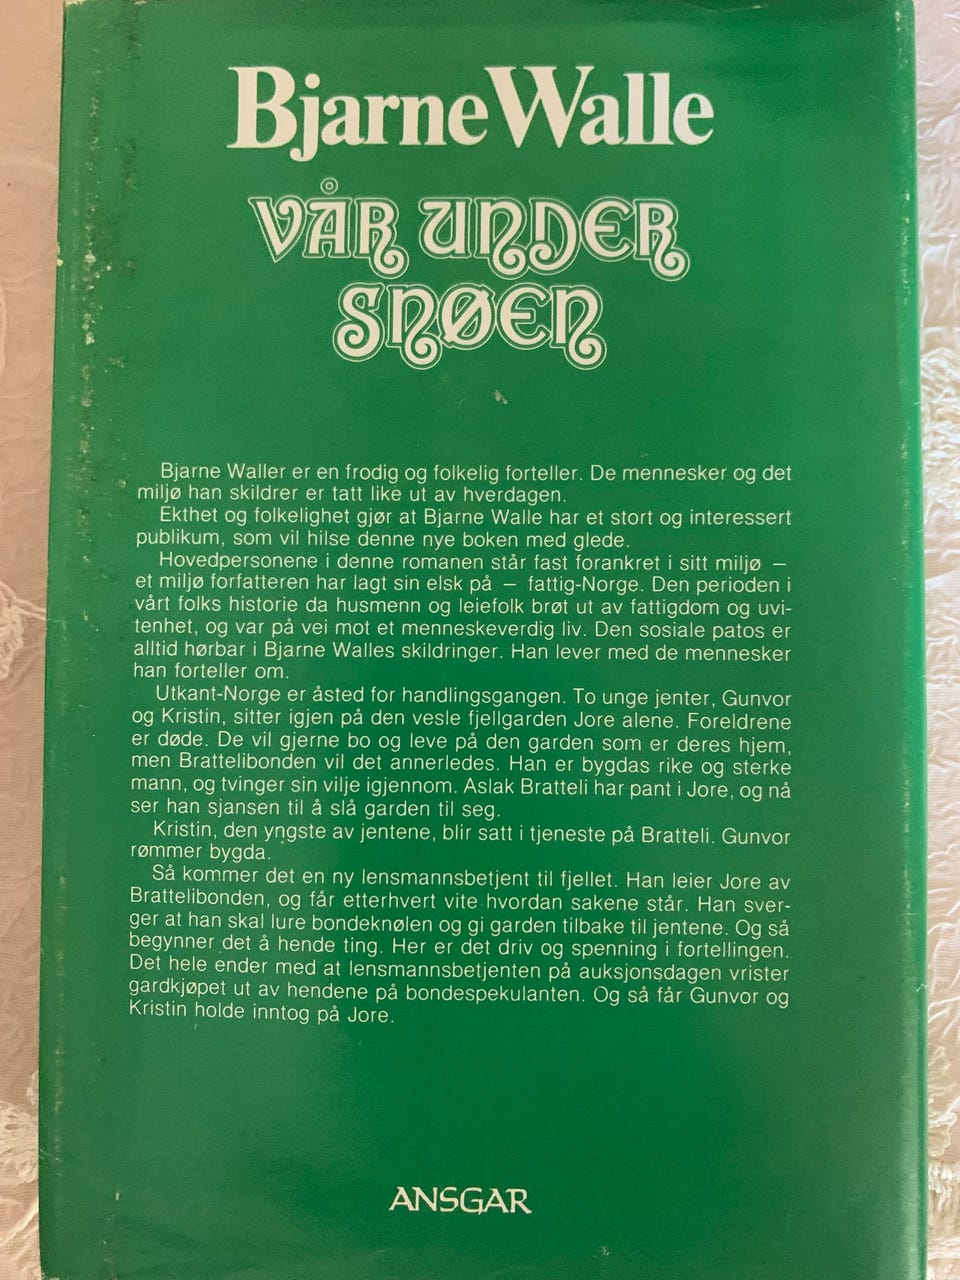 Bjarne Walle
VÅR UNDER
SNØEN
Bjarne Waller er en frodig og folkelig forteller. De mennesker og det
miljø han skildrer er tatt like ut av hverdagen.
Ekthet og folkelighet gjør at Bjarne Walle har et stort og interessert
publikum, som vil hilse denne nye boken med glede.
Hovedpersonene i denne romanen står fast forankret i sitt miljø –
et miljø forfatteren har lagt sin elsk på – fattig-Norge. Den perioden i
vårt folks historie da husmenn og leiefolk brøt ut av fattigdom og uvi-
tenhet, og var på vei mot et menneskeverdig liv. Den sosiale patos er
alltid hørbar i Bjarne Walles skildringer. Han lever med de mennesker
han forteller om.
Utkant-Norge er åsted for handlingsgangen. To unge jenter, Gunvor
og Kristin, sitter igjen på den vesle fjellgarden Jore alene. Foreldrene
er døde. De vil gjerne bo og leve på den garden som er deres hjem,
men Brattelibonden vil det annerledes. Han er bygdas rike og sterke
mann, og tvinger sin vilje igjennom. Aslak Bratteli har pant i Jore, og nå
ser han sjansen til å slå garden til seg.
Kristin, den yngste av jentene, blir satt i tjeneste på Bratteli. Gunvor
rømmer bygda.
Så kommer det en ny lensmannsbetjent til fjellet. Han leier Jore av
Brattelibonden, og får etterhvert vite hvordan sakene står. Han sver-
ger at han skal lure bondeknølen og gi garden tilbake til jentene. Og så
begynner det å hende ting. Her er det driv og spenning i fortellingen.
Det hele ender med at lensmannsbetjenten på auksjonsdagen vrister
gardkjøpet ut av hendene på bondespekulanten. Og så får Gunvor og
Kristin holde inntog på Jore.
ANSGAR